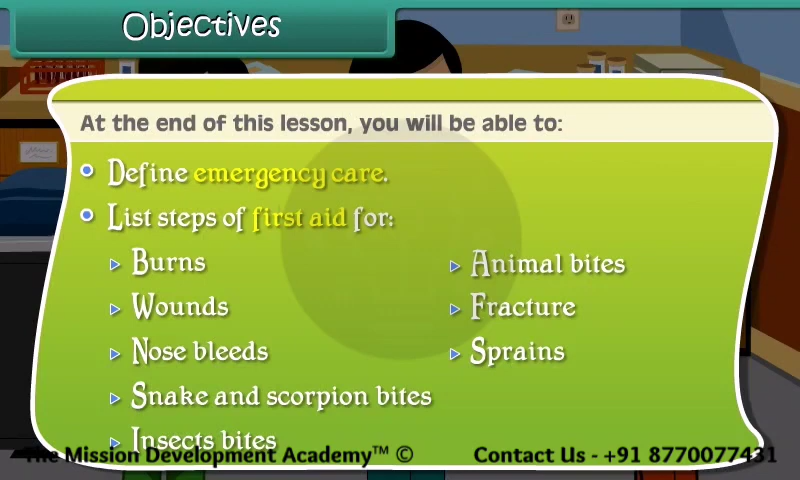 Objectives
At the end of this lesson, you will be able to:
Define emergency care.
List steps of first aid for:
Burns
Wounds
Nose bleeds
Snake and scorpion bites
Insects bites
Animal bites
Fracture
Sprains
The Mission Development Academy™ © Contact Us - +91 8770077431